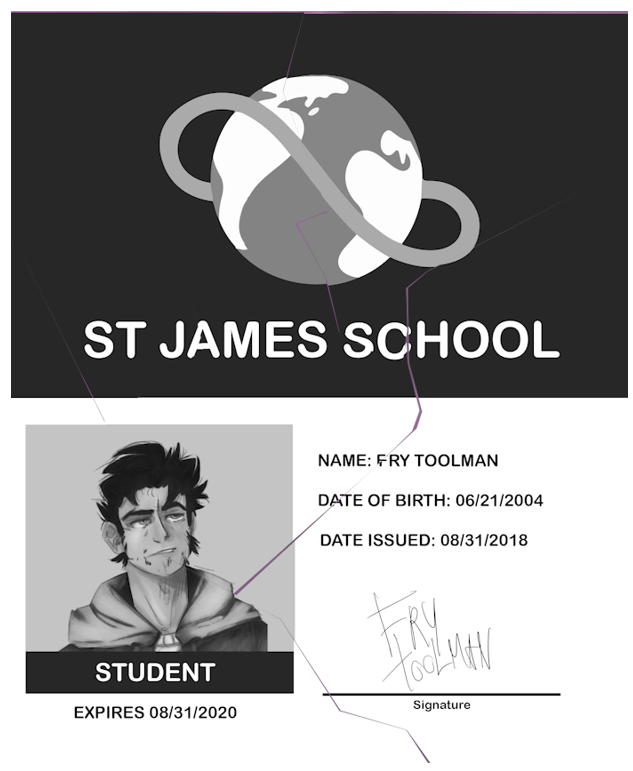 ST JAMES SCHOOL
NAME: FRY TOOLMAN
DATE OF BIRTH: 06/21/2004
DATE ISSUED: 08/31/2018
FRY
TOOLMAN
Signature
STUDENT
EXPIRES 08/31/2020